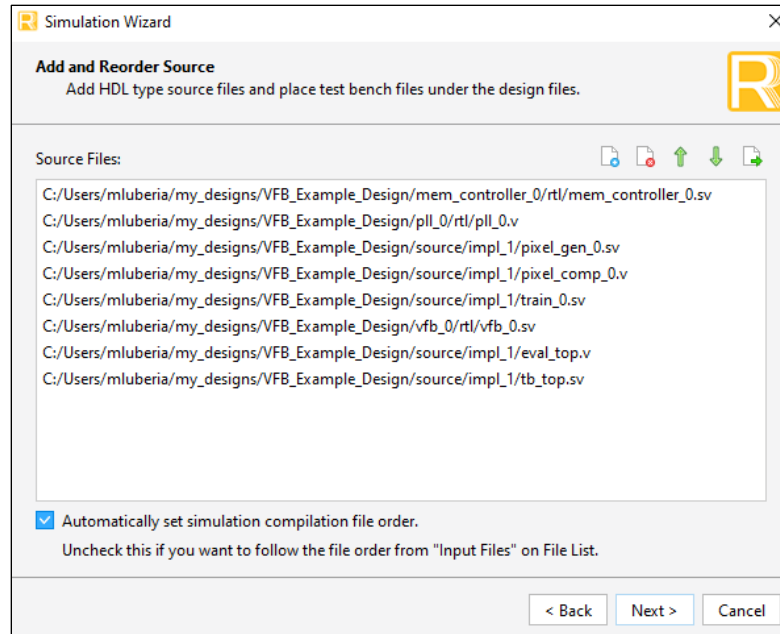 Simulation Wizard
Add and Reorder Source
Add HDL type source files and place test bench files under the design files.
Source Files:
C:/Users/mluberia/my_designs/VFB_Example_Design/mem_controller_0/rtl/mem_controller_0.sv
C:/Users/mluberia/my_designs/VFB_Example_Design/pll_0/rtl/pll_0.v
C:/Users/mluberia/my_designs/VFB_Example_Design/source/impl_1/pixel_gen_0.sv
C:/Users/mluberia/my_designs/VFB_Example_Design/source/impl_1/pixel_comp_0.v
C:/Users/mluberia/my_designs/VFB_Example_Design/source/impl_1/train_0.sv
C:/Users/mluberia/my_designs/VFB_Example_Design/vfb_0/rtl/vfb_0.sv
C:/Users/mluberia/my_designs/VFB_Example_Design/source/impl_1/eval_top.v
C:/Users/mluberia/my_designs/VFB_Example_Design/source/impl_1/tb_top.sv
Automatically set simulation compilation file order.
Uncheck this if you want to follow the file order from "Input Files" on File List.
< Back Next > Cancel